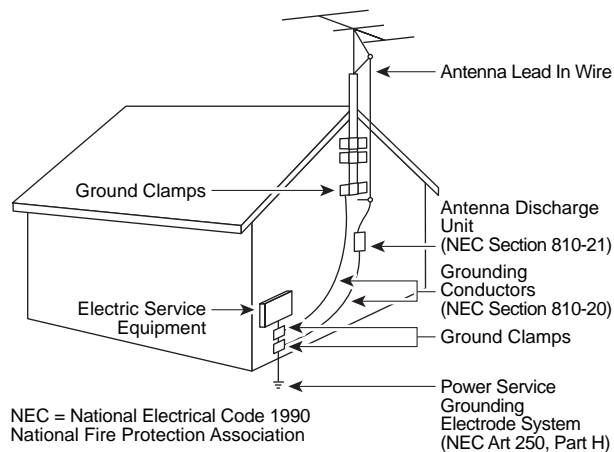 Antenna Lead In Wire
Ground Clamps
Antenna Discharge
Unit
(NEC Section 810-21)
Grounding
Conductors
(NEC Section 810-20)
Electric Service
Equipment
Ground Clamps
Power Service
Grounding
Electrode System
(NEC Art 250, Part H)
NEC = National Electrical Code 1990
National Fire Protection Association